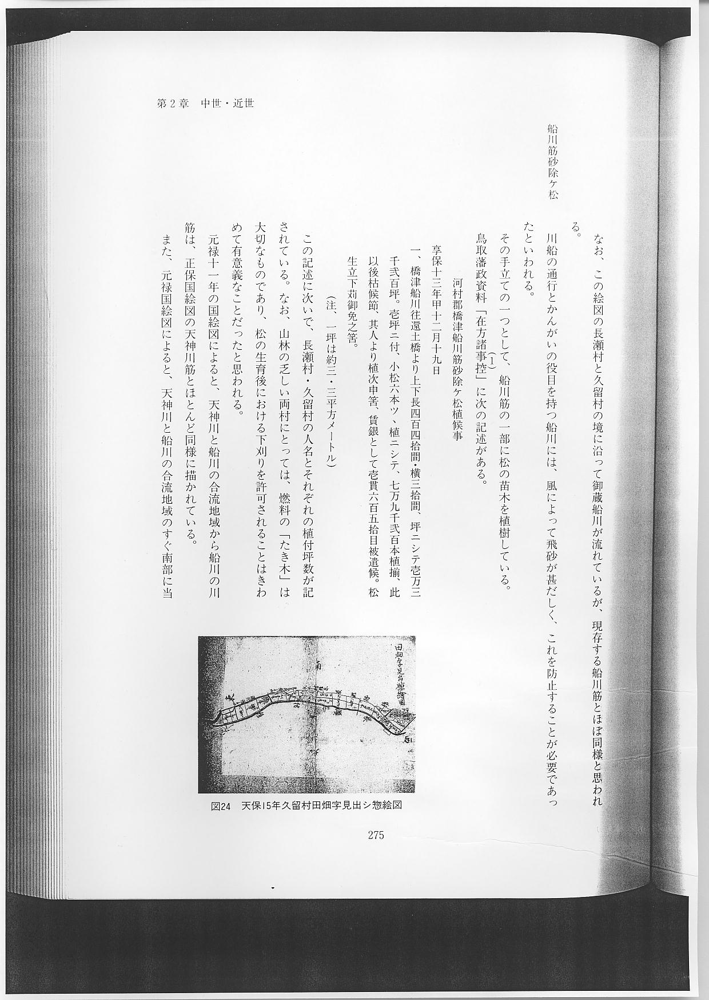 第2章　中世・近世
船川筋砂除ケ松
なお、この絵図の長瀬村と久留村の境に沿って御蔵船川が流れているが、現存する船川筋とほぼ同様と思われ
る。
川船の通行とかんがいの役目を持つ船川には、風によって飛砂が甚だしく、これを防止することが必要であっ
たといわれる。
その手立ての一つとして、船川筋の一部に松の苗木を植樹している。
鳥取藩政資料「在方諸事控」(1)に次の記述がある。
河村郡橋津船川筋砂除ケ松植候事
享保十三年甲十二月十九日
一、橋津船川往還土橋より上下長四百四拾間・横三拾間、坪ニシテ壱万三
千弐百坪。壱坪ニ付、小松六本ツヽ植ニシテ、七万九千弐百本植揃、此
以後枯候節、其人より植次申筈、賃銀として壱貫六百五拾目被遣候。松
生立下苅御免之筈。
（注、一坪は約三・三平方メートル）
この記述に次いで、長瀬村・久留村の人名とそれぞれの植付坪数が記
されている。なお、山林の乏しい両村にとっては、燃料の「たき木」は
大切なものであり、松の生育後における下刈りを許可されることはきわ
めて有意義なことだったと思われる。
元禄十一年の国絵図によると、天神川と船川の合流地域から船川の川
筋は、正保国絵図の天神川筋とほとんど同様に描かれている。
また、元禄国絵図によると、天神川と船川の合流地域のすぐ南部に当
田畑字見出シ惣絵図
南
東
北
西
図24　天保15年久留村田畑字見出シ惣絵図
275